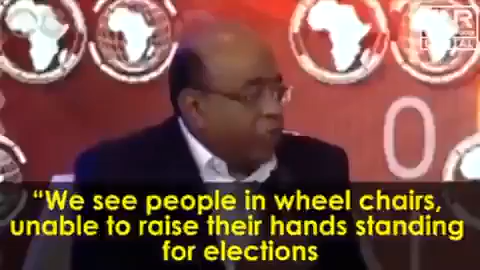 “We see people in wheel chairs,
unable to raise their hands standing
for elections